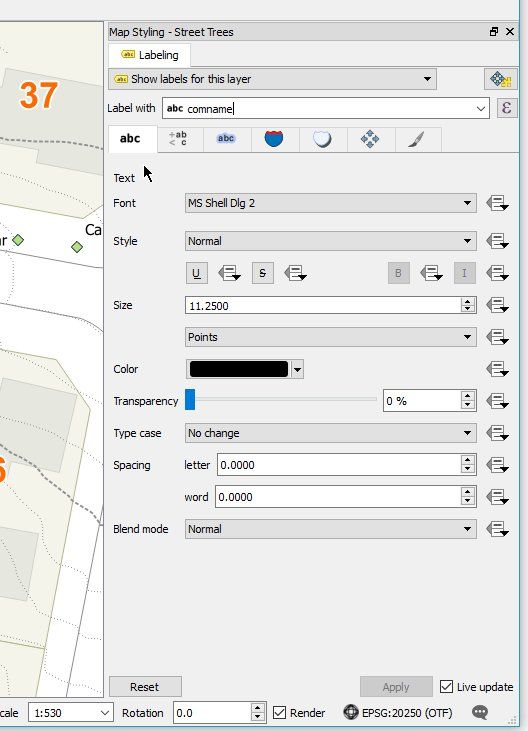 Map Styling - Street Trees
abc Labeling
abc Show labels for this layer
Label with abc comname ε
abc +ab < c abc
37
Text
Font MS Shell Dlg 2
r Ca
Style Normal
U S B I
Size 11.2500
Points
Color
Transparency 0 %
Type case No change
Spacing letter 0.0000
6
word 0.0000
Blend mode Normal
Reset Apply Live update
cale 1:530 Rotation 0.0 Render EPSG:20250 (OTF)